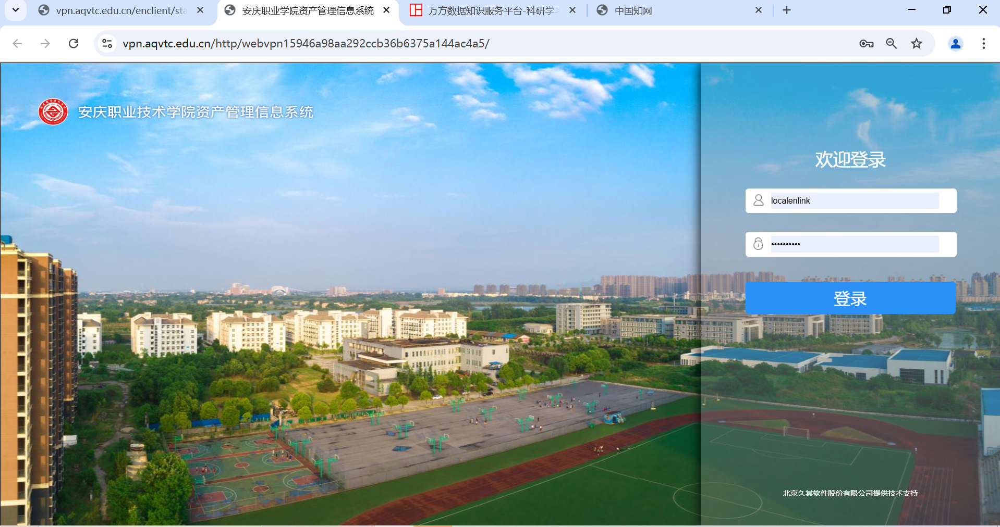 vpn.aqvtc.edu.cn/enclient/sta
安庆职业学院资产管理信息系统
万方数据知识服务平台-科研学习
中国知网
vpn.aqvtc.edu.cn/http/webvpn15946a98aa292ccb36b6375a144ac4a5/
安庆职业技术学院资产管理信息系统
欢迎登录
localenlink
••••••••••
登录
北京久其软件股份有限公司提供技术支持